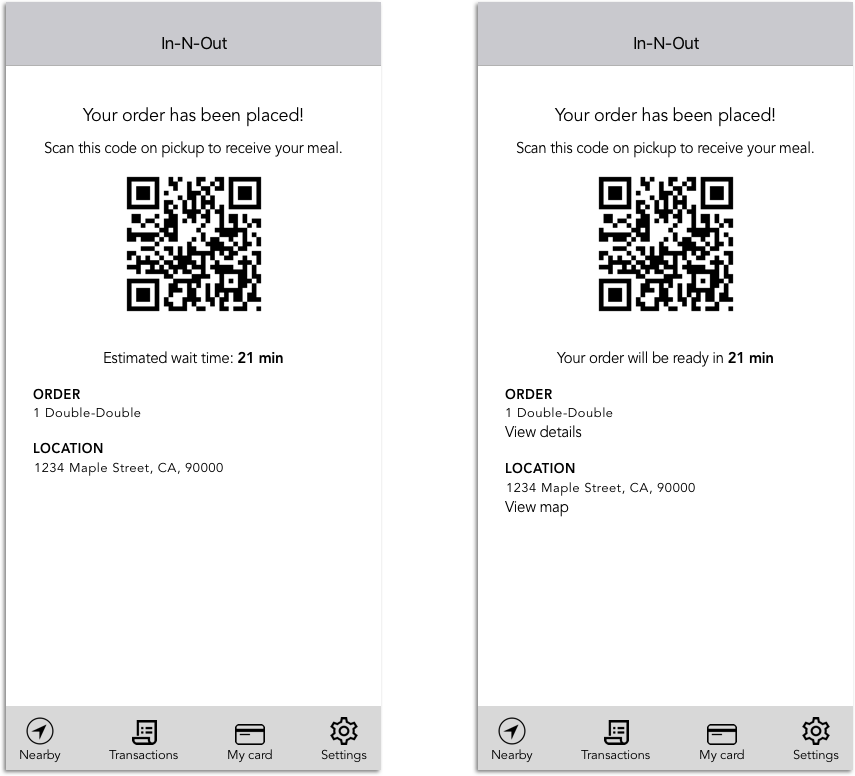 In-N-Out
Your order has been placed!
Scan this code on pickup to receive your meal.
Estimated wait time: 21 min
ORDER
1 Double-Double
LOCATION
1234 Maple Street, CA, 90000
Nearby
Transactions
My card
Settings
In-N-Out
Your order has been placed!
Scan this code on pickup to receive your meal.
Your order will be ready in 21 min
ORDER
1 Double-Double
View details
LOCATION
1234 Maple Street, CA, 90000
View map
Nearby
Transactions
My card
Settings